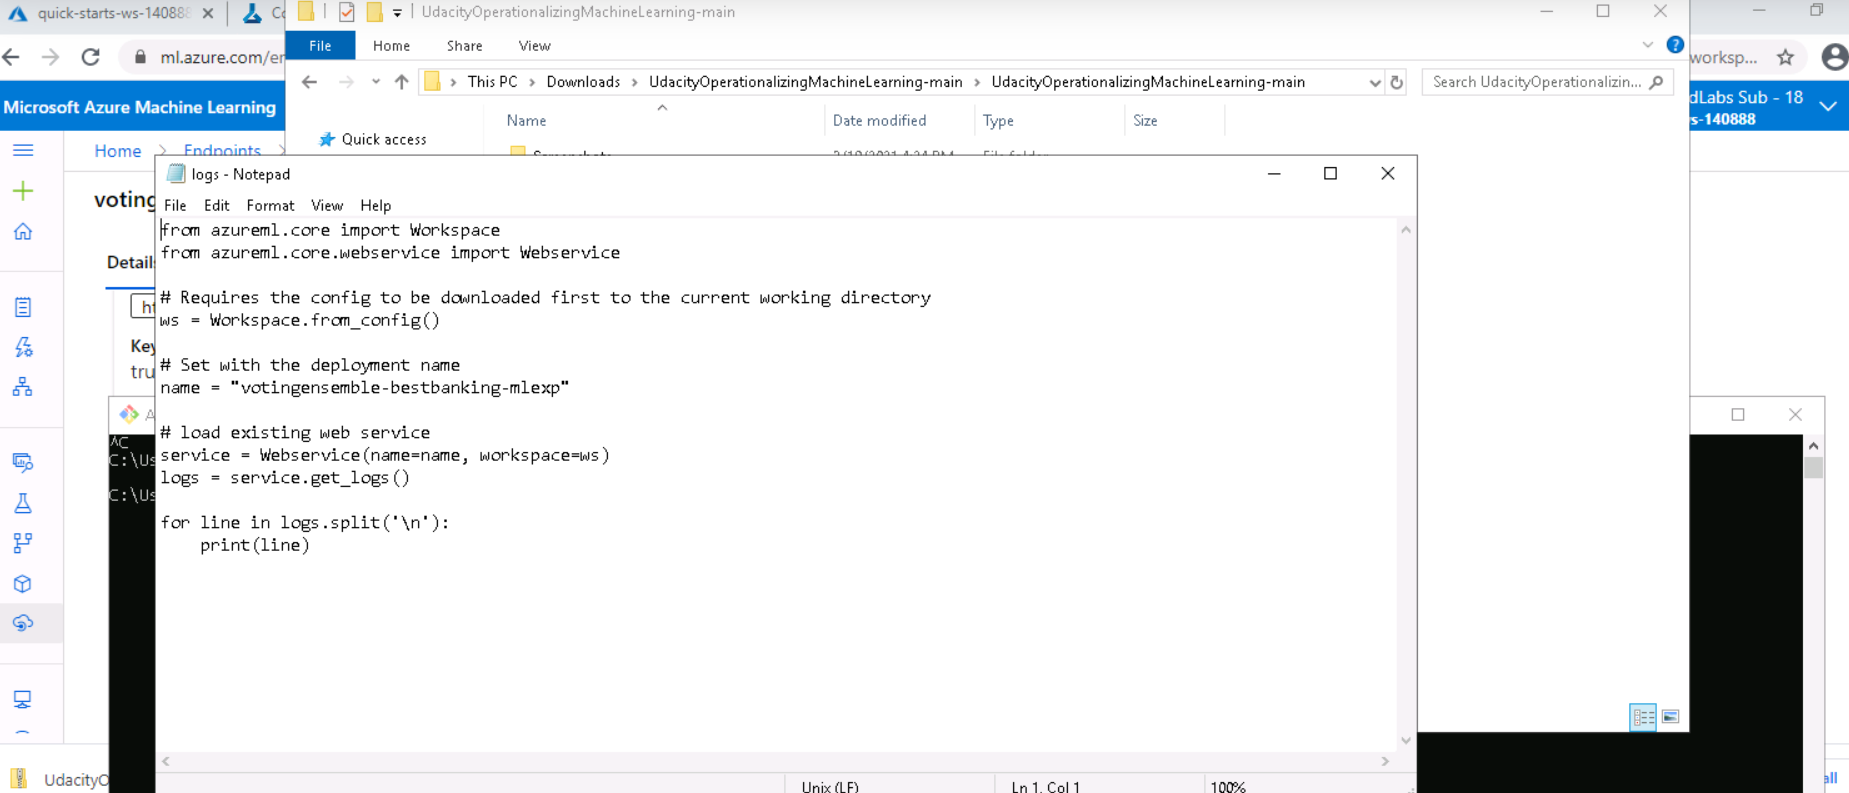 quick-starts-ws-140888
UdacityOperationalizingMachineLearning-main
File Home Share View
ml.azure.com/
worksp...
This PC > Downloads > UdacityOperationalizingMachineLearning-main > UdacityOperationalizingMachineLearning-main
Search UdacityOperationalizin...
Microsoft Azure Machine Learning
dLabs Sub - 18
s-140888
Name Date modified Type Size
Quick access
Home > Endpoints >
Screenshots File folder
logs - Notepad
voting
File Edit Format View Help
from azureml.core import Workspace
from azureml.core.webservice import Webservice
Details
# Requires the config to be downloaded first to the current working directory
ws = Workspace.from_config()
Key
# Set with the deployment name
tru
name = "votingensemble-bestbanking-mlexp"
# load existing web service
^C
service = Webservice(name=name, workspace=ws)
C:\Us
logs = service.get_logs()
C:\Us
for line in logs.split('\n'):
print(line)
UdacityO
Unix (LF) Ln 1, Col 1 100%
all